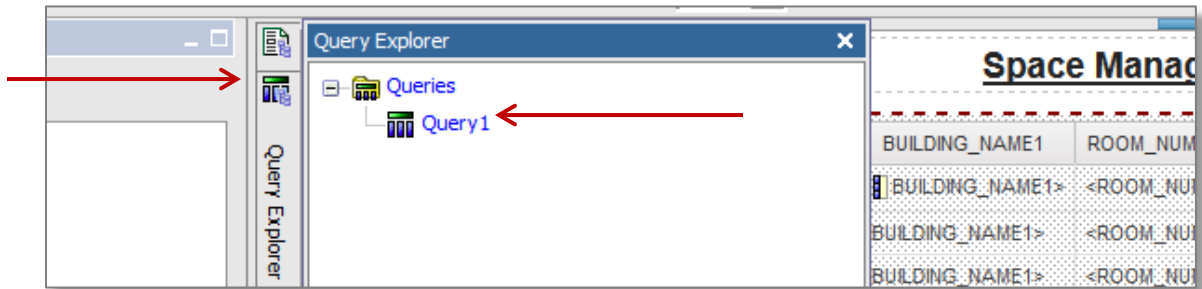 Query Explorer
Queries
Query1
Query Explorer
Space Manag
BUILDING_NAME1 ROOM_NUM
BUILDING_NAME1> <ROOM_NU
BUILDING_NAME1> <ROOM_NU
BUILDING_NAME1> <ROOM_NU